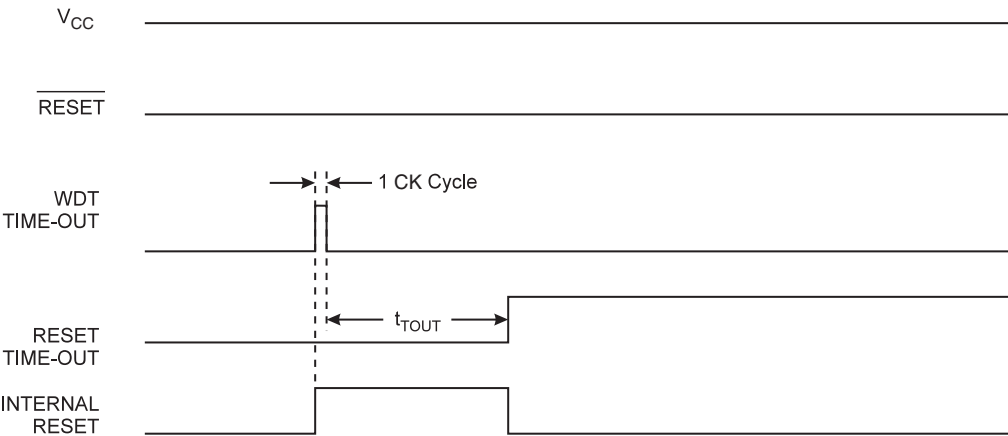 VCC
RESET
WDT
TIME-OUT
1 CK Cycle
RESET
TIME-OUT
tTOUT
INTERNAL
RESET